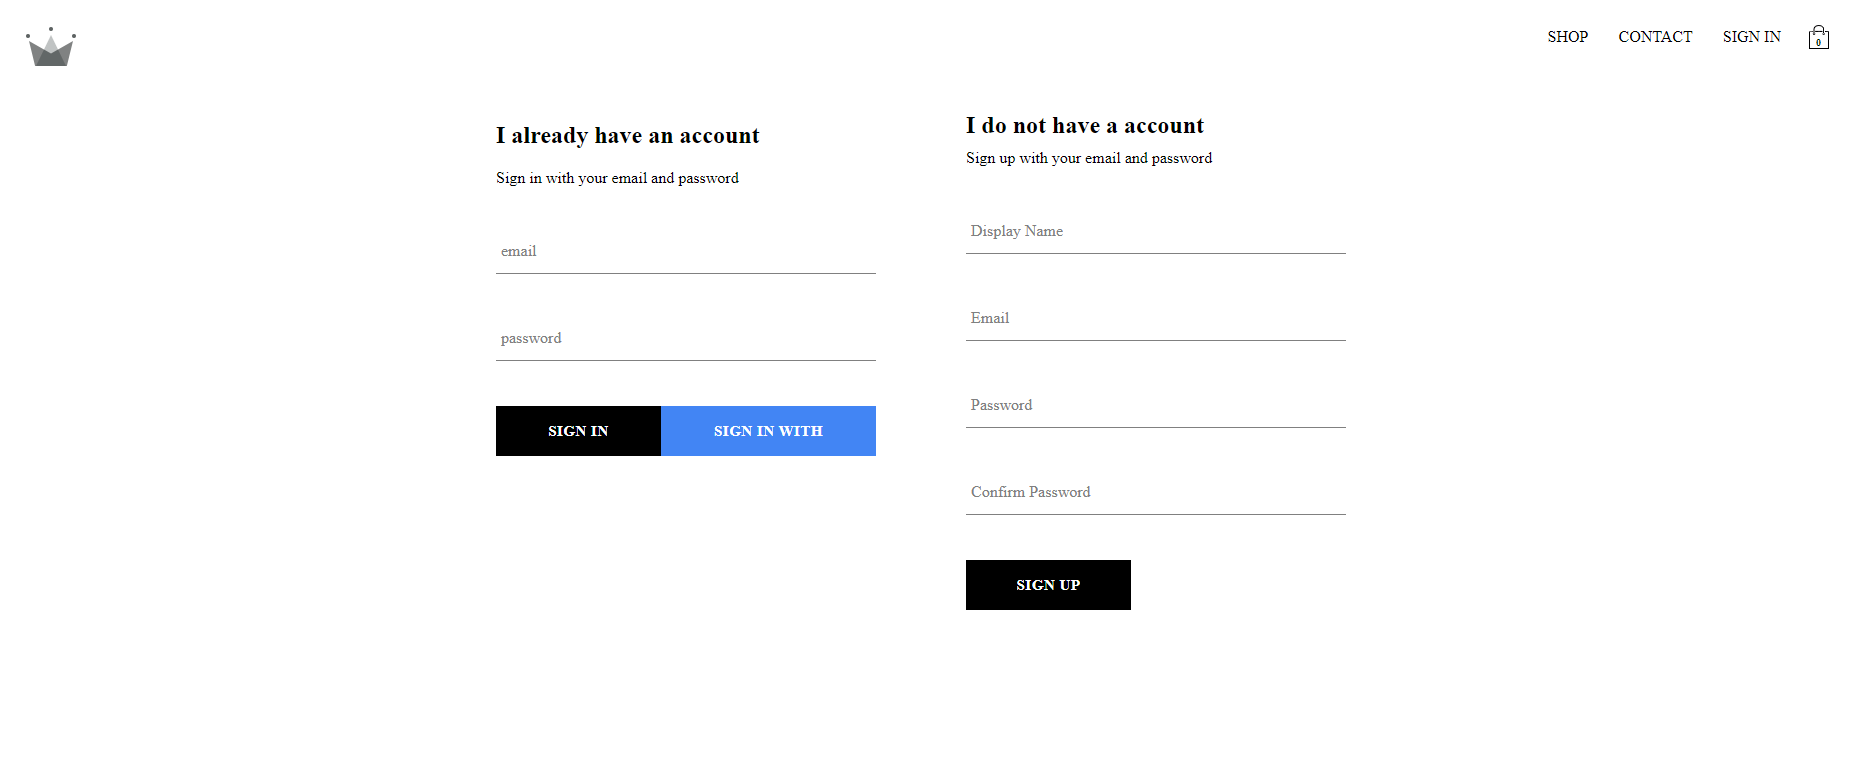 SHOP
CONTACT
SIGN IN
0
I already have an account
Sign in with your email and password
email
password
SIGN IN
SIGN IN WITH
I do not have a account
Sign up with your email and password
Display Name
Email
Password
Confirm Password
SIGN UP